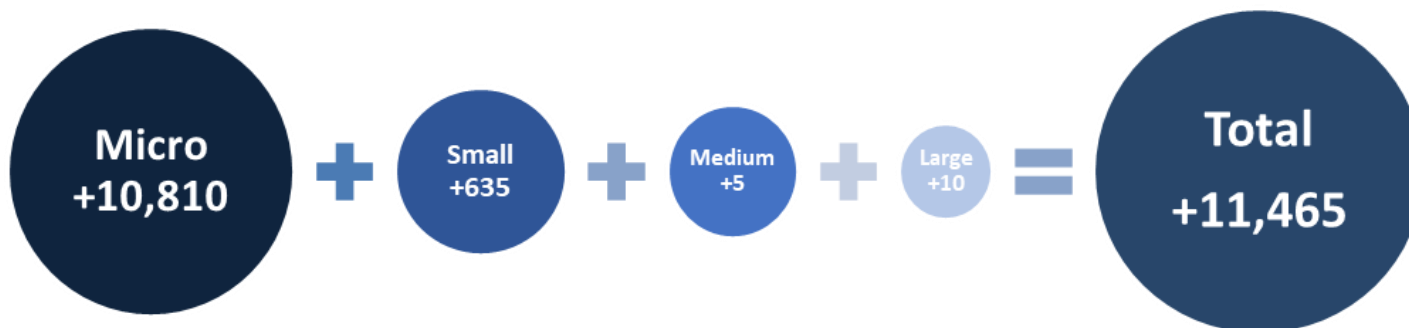 Micro
+10,810
+
Small
+635
+
Medium
+5
+
Large
+10
=
Total
+11,465